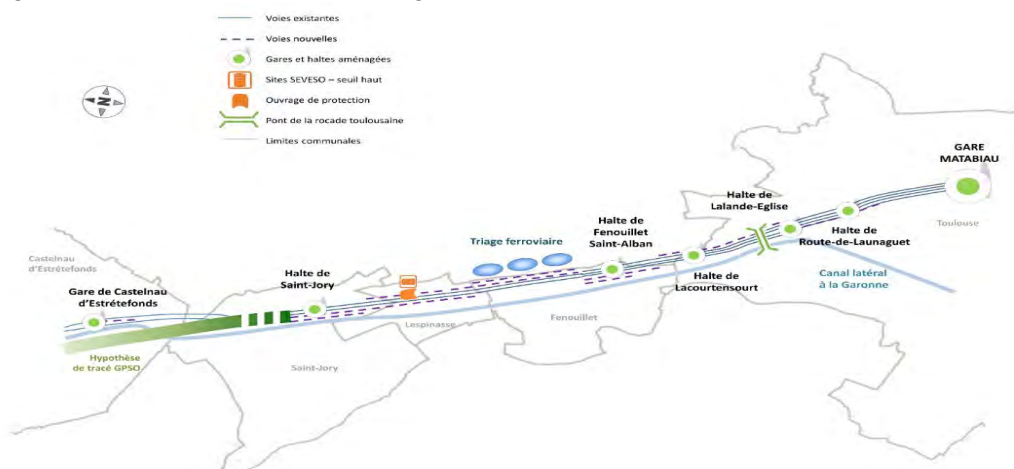 Voies existantes
Voies nouvelles
Gares et haltes aménagées
Sites SEVESO – seuil haut
Ouvrage de protection
Pont de la rocade toulousaine
Limites communales
N
GARE
MATABIAU
Toulouse
Halte de
Lalande-Eglise
Halte de
Route-de-Launaguet
Halte de
Fenouillet
Saint-Alban
Triage ferroviaire
Halte de
Lacourtensourt
Canal latéral
à la Garonne
Castelnau
d'Estrétefonds
Gare de Castelnau
d'Estrétefonds
Halte de
Saint-Jory
Lespinasse
Fenouillet
Saint-Jory
Hypothèse
de tracé GPSO